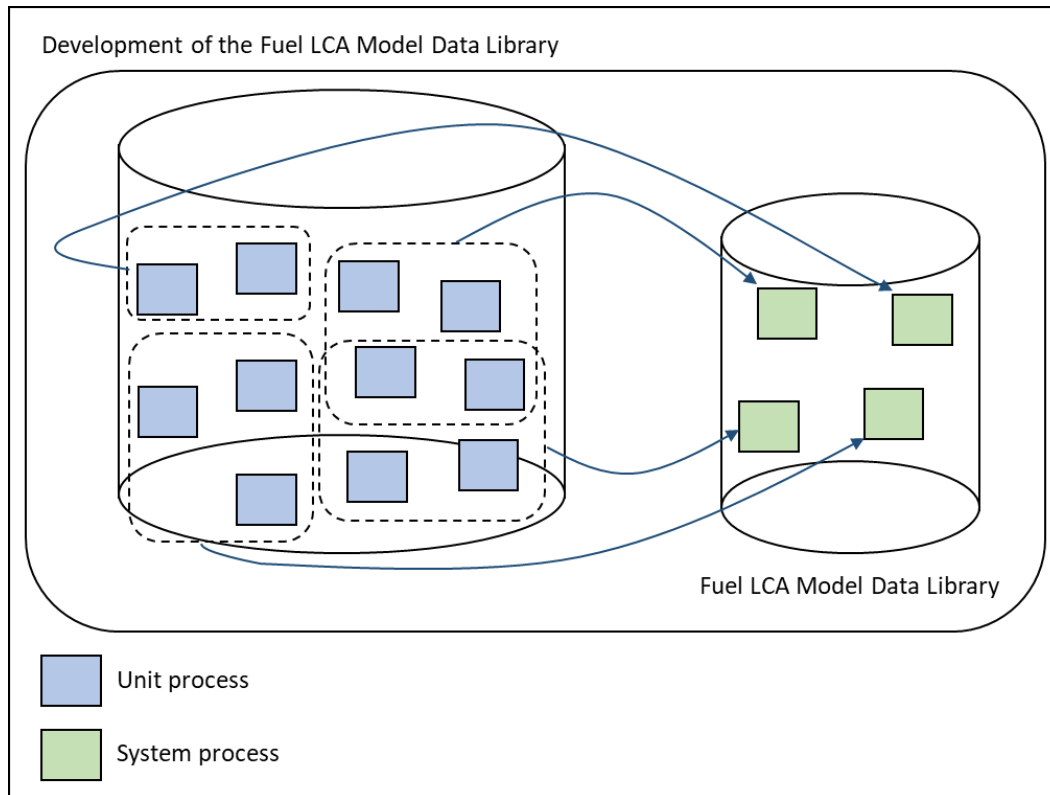 Development of the Fuel LCA Model Data Library
Fuel LCA Model Data Library
Unit process
System process